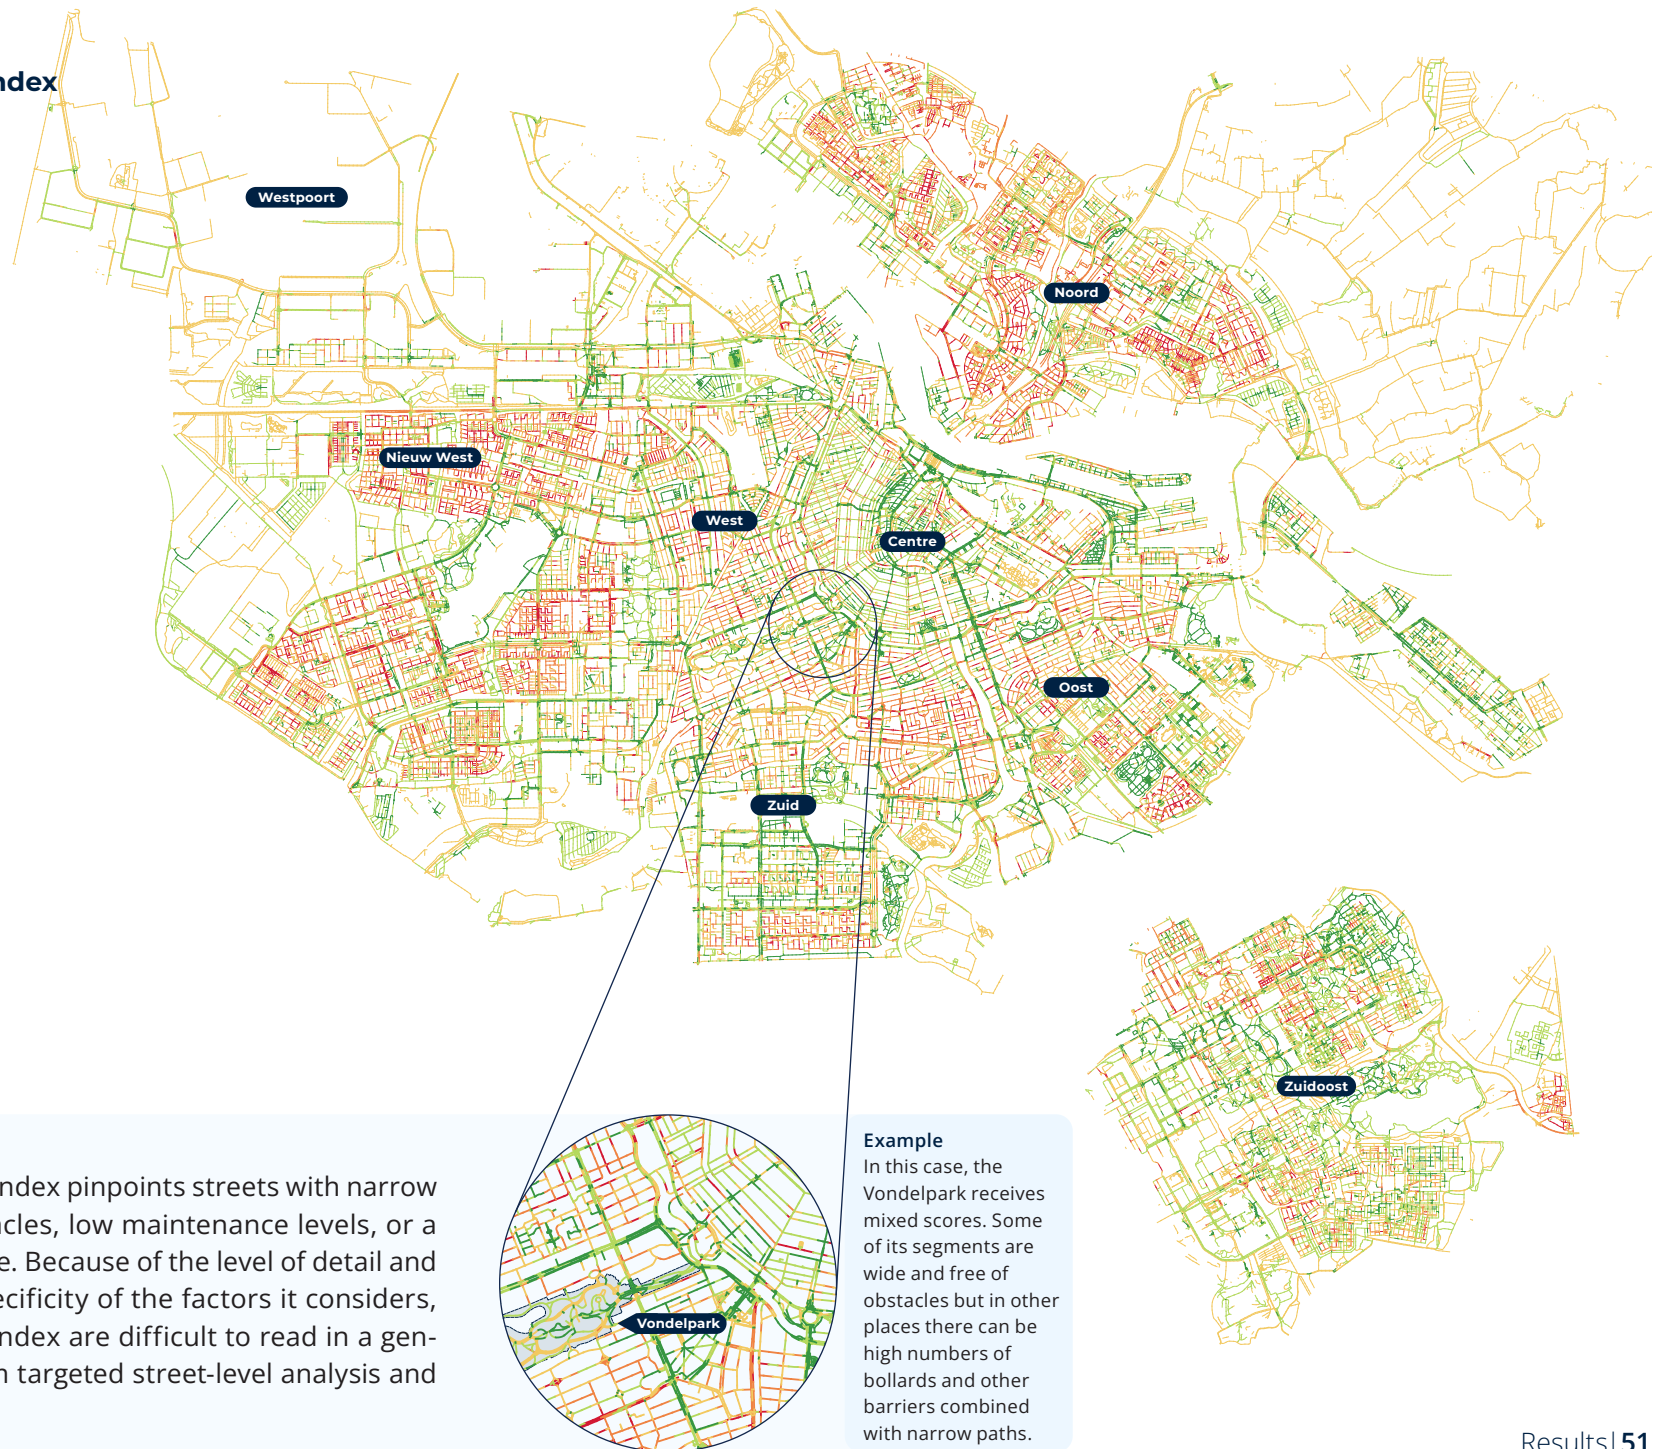 ndex
Westpoort
Noord
Nieuw West
West
Centre
Oost
Zuid
Zuidoost
ndex pinpoints streets with narrow
cles, low maintenance levels, or a
e. Because of the level of detail and
ecificity of the factors it considers,
ndex are difficult to read in a gen-
n targeted street-level analysis and
Vondelpark
Example
In this case, the
Vondelpark receives
mixed scores. Some
of its segments are
wide and free of
obstacles but in other
places there can be
high numbers of
bollards and other
barriers combined
with narrow paths.
Results| 51